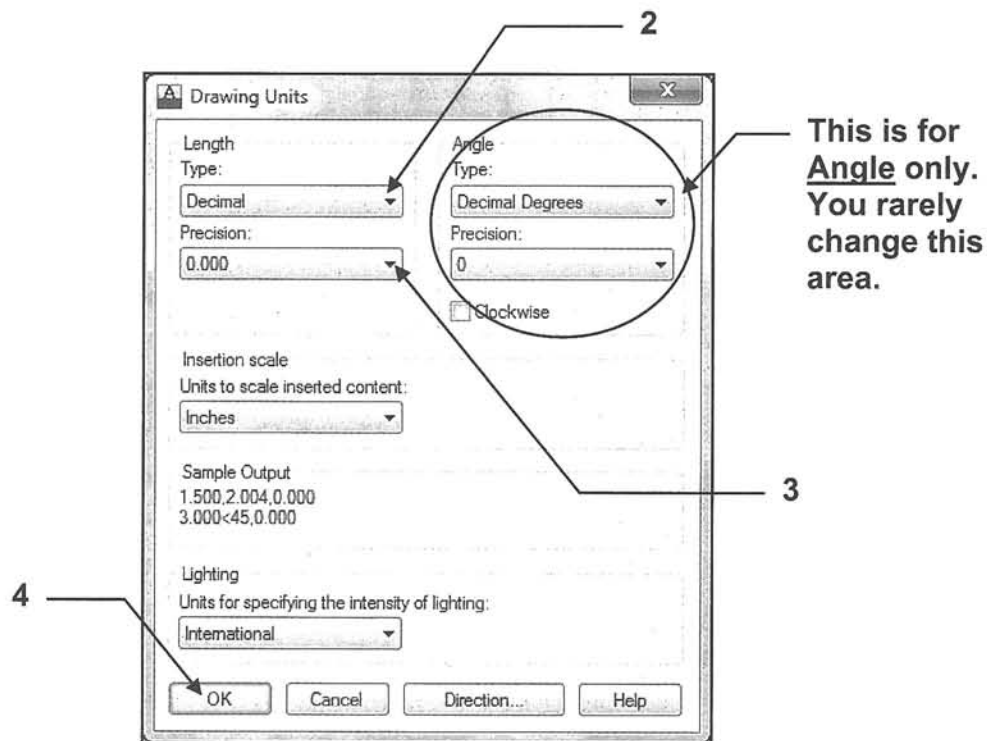 2
Drawing Units
Length
Type:
Decimal
Precision:
0.000
Angle
Type:
Decimal Degrees
Precision:
0
Clockwise
This is for
Angle only.
You rarely
change this
area.
Insertion scale
Units to scale inserted content:
Inches
Sample Output
1.500,2.004,0.000
3.000<45,0.000
3
Lighting
Units for specifying the intensity of lighting:
International
4
OK
Cancel
Direction...
Help